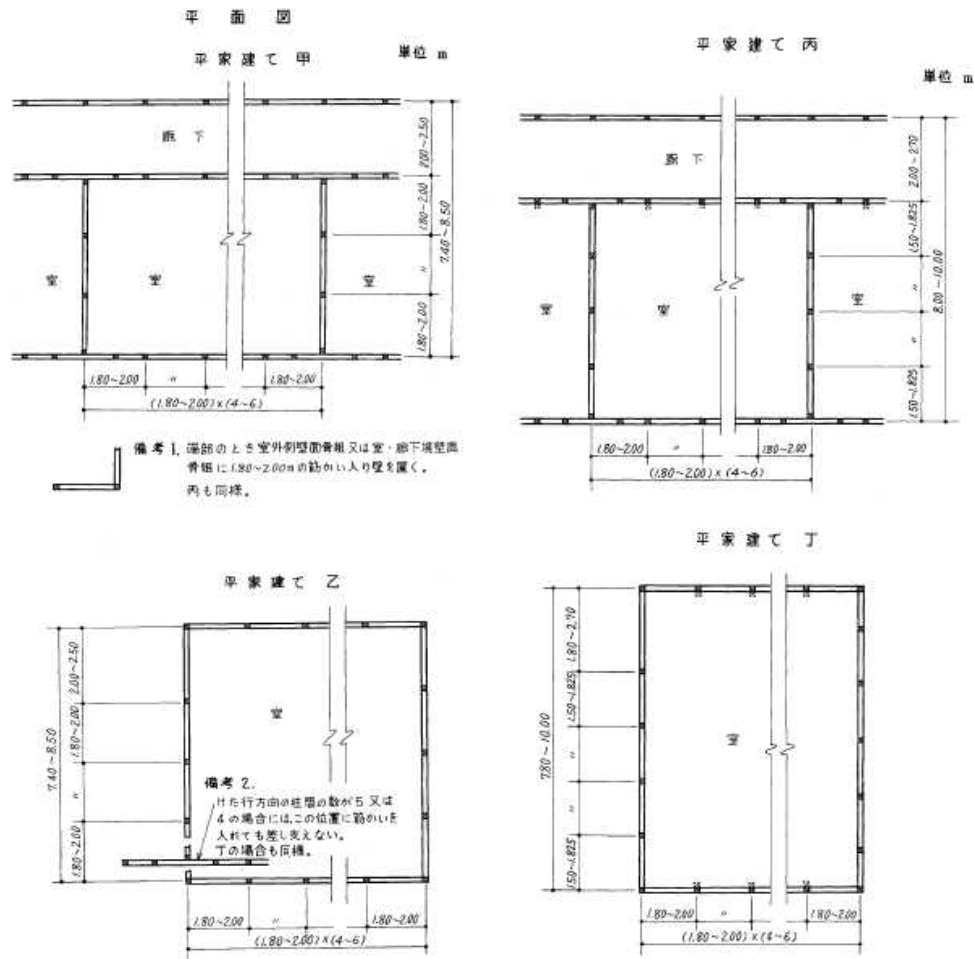 平面図
平家建て 甲
単位 m
廊下
室
室
室
2.00~2.50
1.80~2.00
〃
1.80~2.00
7.40~8.50
1.80~2.00
〃
1.80~2.00
(1.80~2.00)×(4~6)
備考 1. 端部のとき室外側壁面骨組又は室・廊下境壁面
骨組に1.80~2.00mの筋かい入り壁を置く。
丙も同様。
平家建て 丙
単位 m
廊下
室
室
室
2.00~2.70
1.50~1.825
〃
〃
1.50~1.825
8.00~10.00
1.80~2.00
〃
1.80~2.00
(1.80~2.00)×(4~6)
平家建て 乙
室
2.00~2.50
1.80~2.00
〃
1.80~2.00
7.40~8.50
備考 2.
けた行方向の柱間の数が5又は
4の場合には、この位置に筋かいを
入れても差し支えない。
丁の場合も同様。
1.80~2.00
〃
1.80~2.00
(1.80~2.00)×(4~6)
平家建て 丁
室
1.80~2.70
1.50~1.825
〃
〃
1.50~1.825
7.80~10.00
1.80~2.00
〃
1.80~2.00
(1.80~2.00)×(4~6)